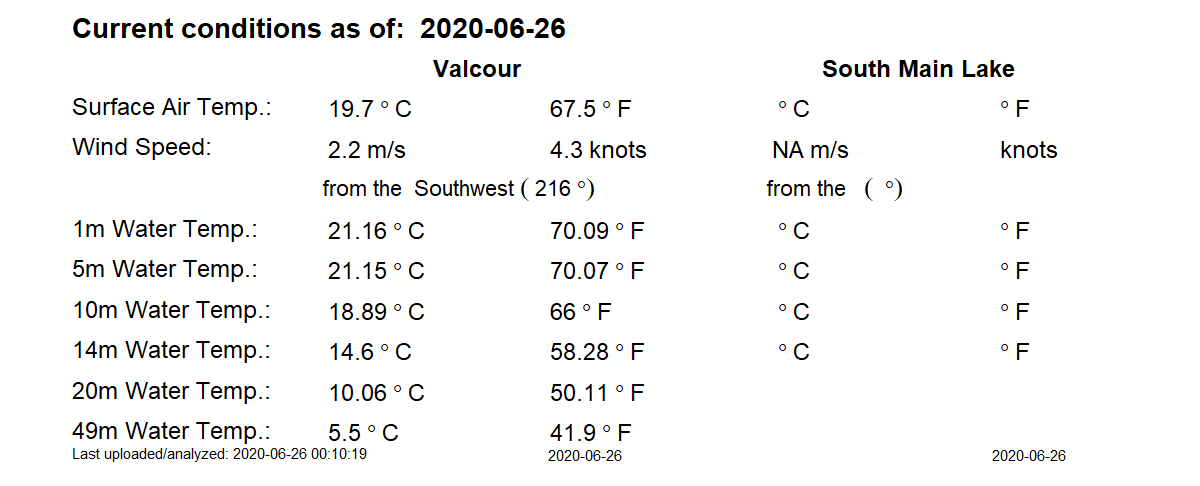 Current conditions as of: 2020-06-26
Valcour South Main Lake
Surface Air Temp.: 19.7 ° C 67.5 ° F ° C ° F
Wind Speed: 2.2 m/s 4.3 knots NA m/s knots
from the Southwest ( 216 °) from the ( °)
1m Water Temp.: 21.16 ° C 70.09 ° F ° C ° F
5m Water Temp.: 21.15 ° C 70.07 ° F ° C ° F
10m Water Temp.: 18.89 ° C 66 ° F ° C ° F
14m Water Temp.: 14.6 ° C 58.28 ° F ° C ° F
20m Water Temp.: 10.06 ° C 50.11 ° F
49m Water Temp.: 5.5 ° C 41.9 ° F
Last uploaded/analyzed: 2020-06-26 00:10:19 2020-06-26 2020-06-26